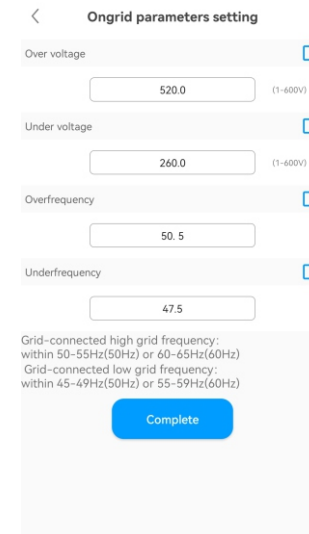 Ongrid parameters setting
Over voltage
520.0 (1-600V)
Under voltage
260.0 (1-600V)
Overfrequency
50. 5
Underfrequency
47.5
Grid-connected high grid frequency:
within 50-55Hz(50Hz) or 60-65Hz(60Hz)
Grid-connected low grid frequency:
within 45-49Hz(50Hz) or 55-59Hz(60Hz)
Complete